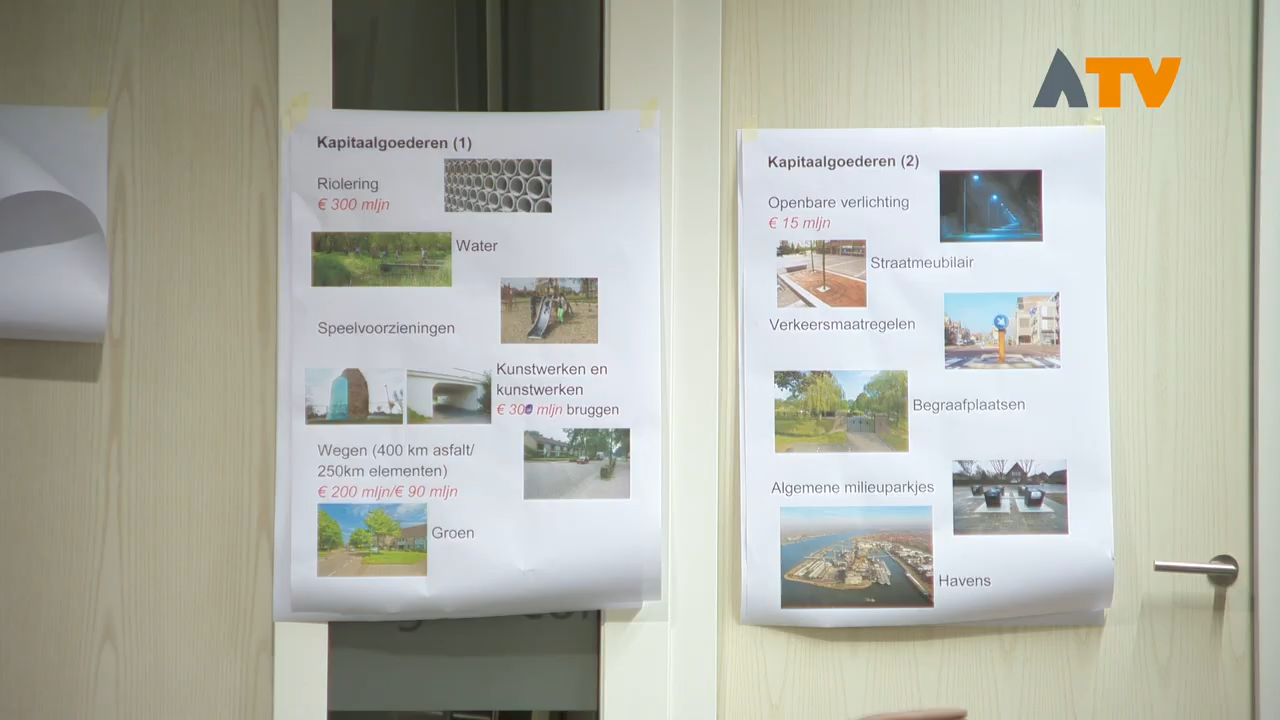 ATV
Kapitaalgoederen (1)
Riolering
€ 300 mljn
Water
Speelvoorzieningen
Kunstwerken en
kunstwerken
€ 300 mljn bruggen
Wegen (400 km asfalt/
250km elementen)
€ 200 mljn/€ 90 mljn
Groen
Kapitaalgoederen (2)
Openbare verlichting
€ 15 mljn
Straatmeubilair
Verkeersmaatregelen
Begraafplaatsen
Algemene milieuparkjes
Havens